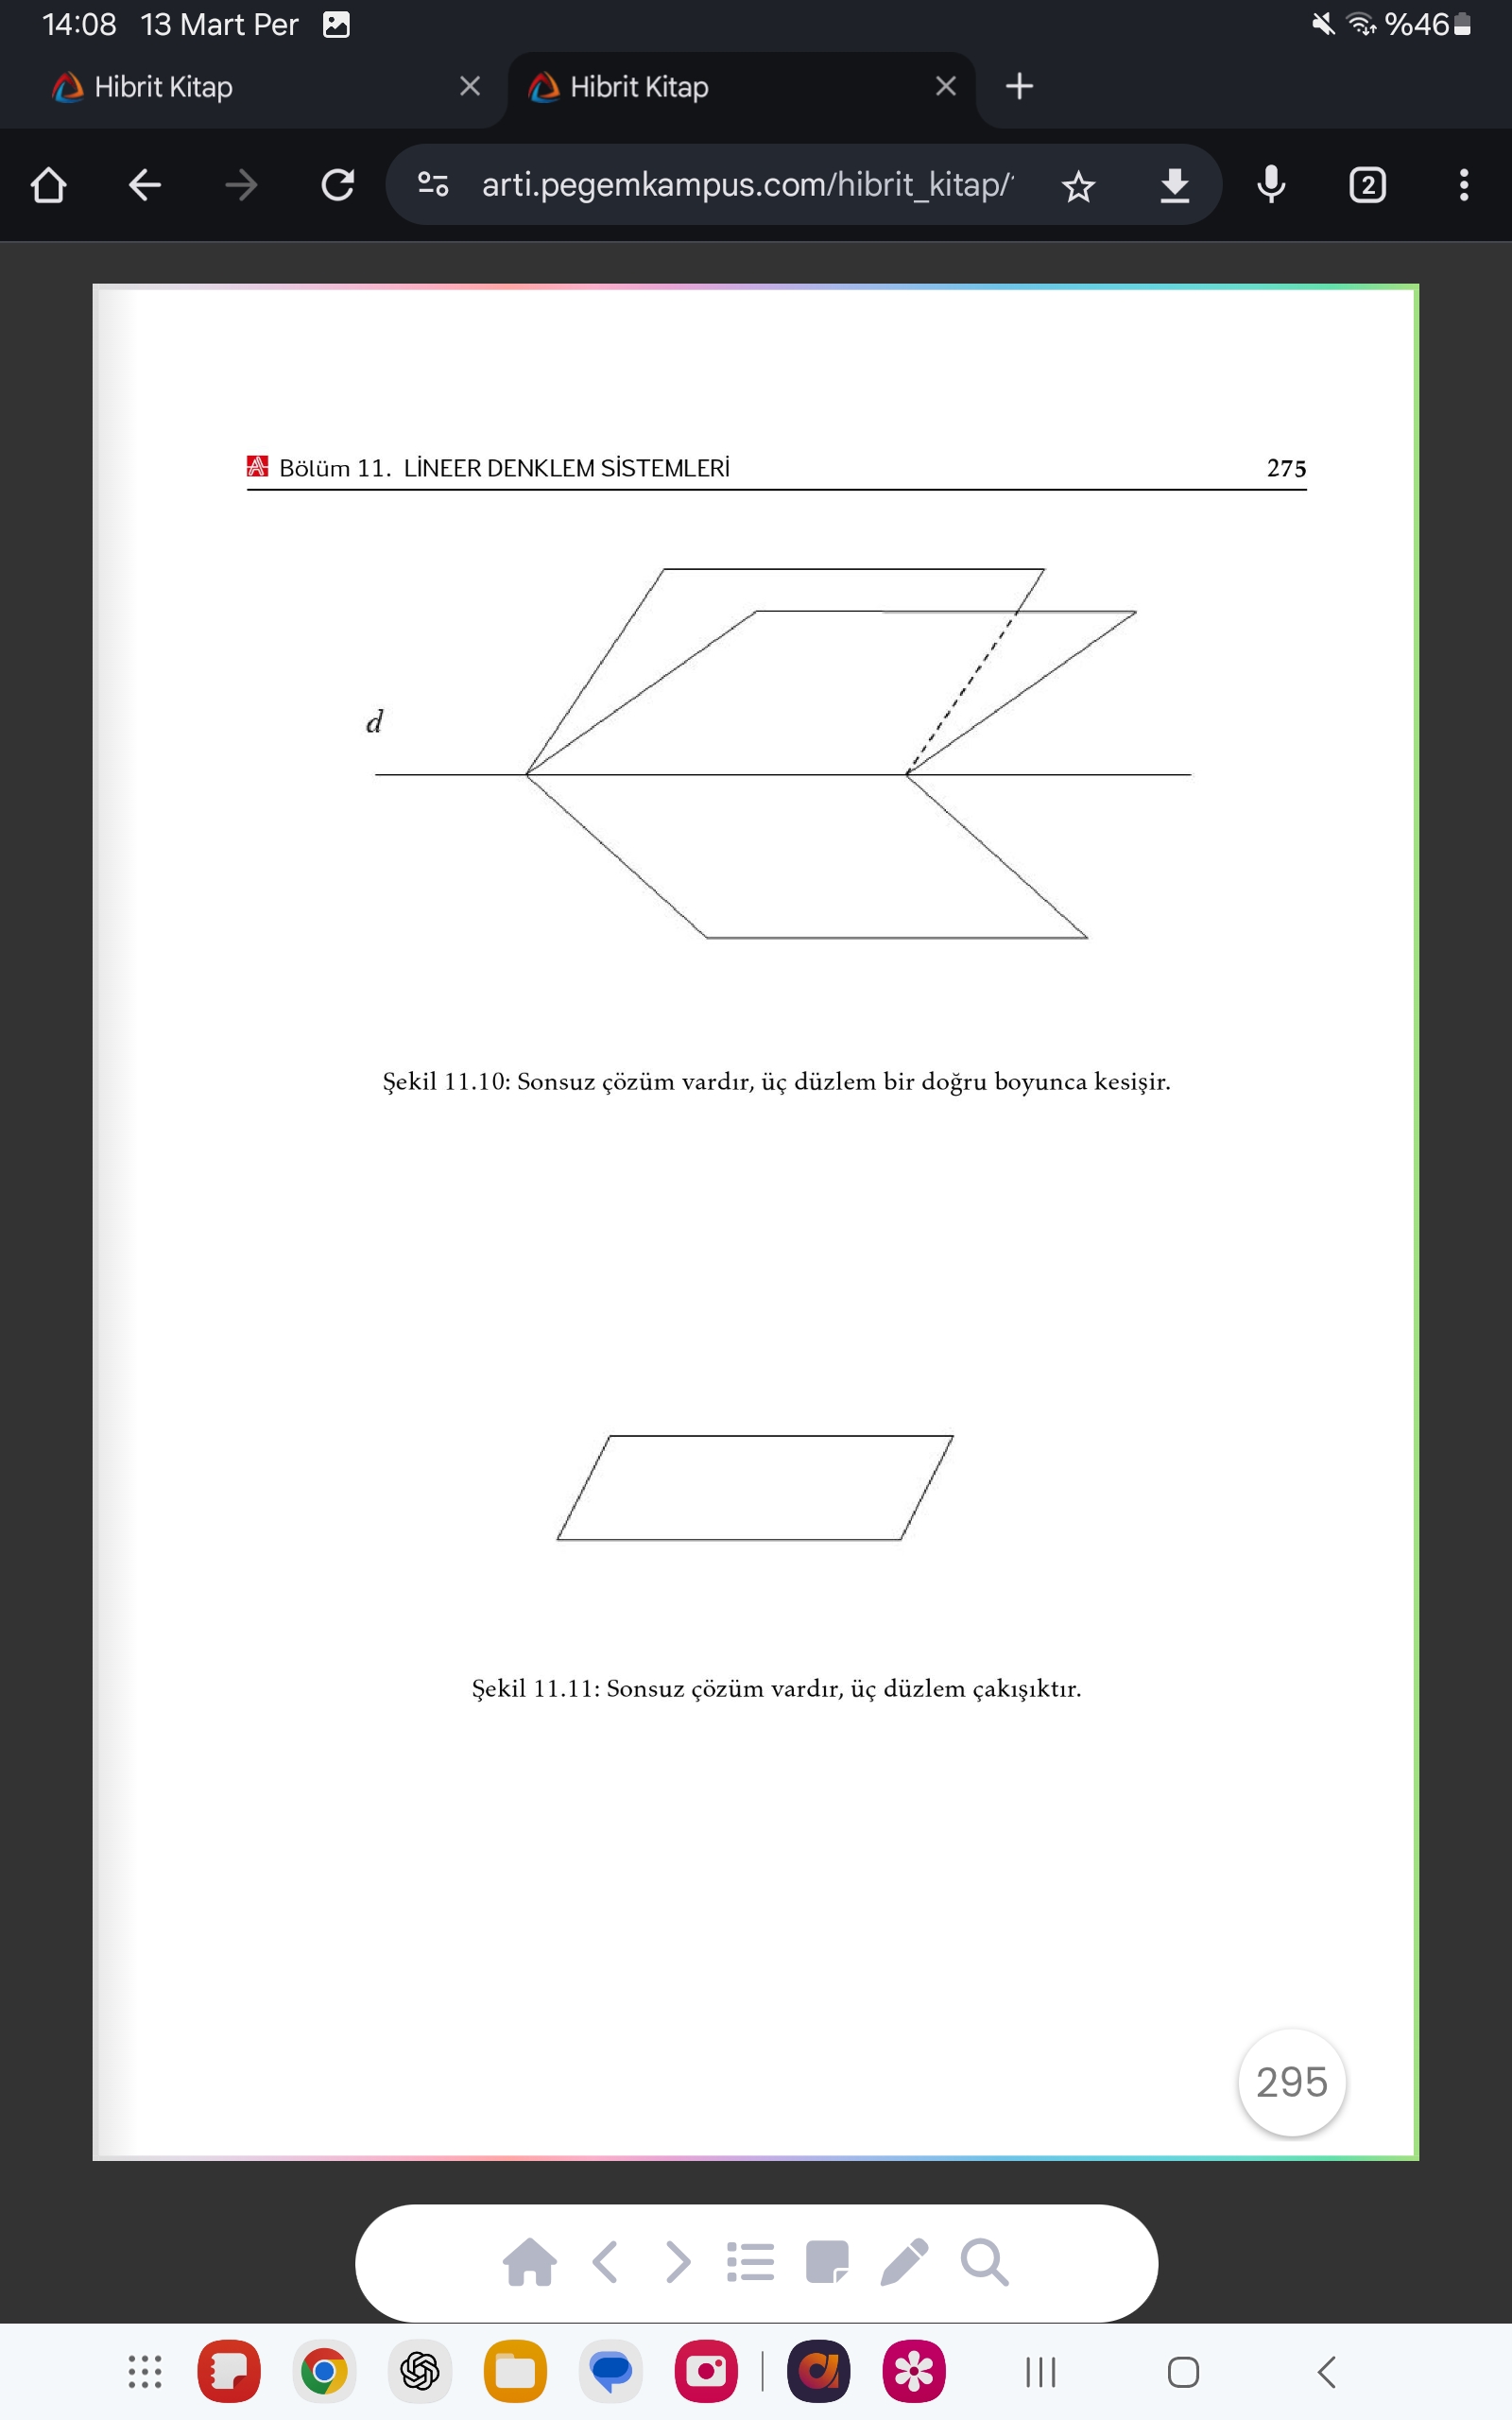 14:08 13 Mart Per %46
Hibrit Kitap Hibrit Kitap
arti.pegemkampus.com/hibrit_kitap/
2
Bölüm 11. LİNEER DENKLEM SİSTEMLERİ 275
d
Şekil 11.10: Sonsuz çözüm vardır, üç düzlem bir doğru boyunca kesişir.
Şekil 11.11: Sonsuz çözüm vardır, üç düzlem çakışıktır.
295